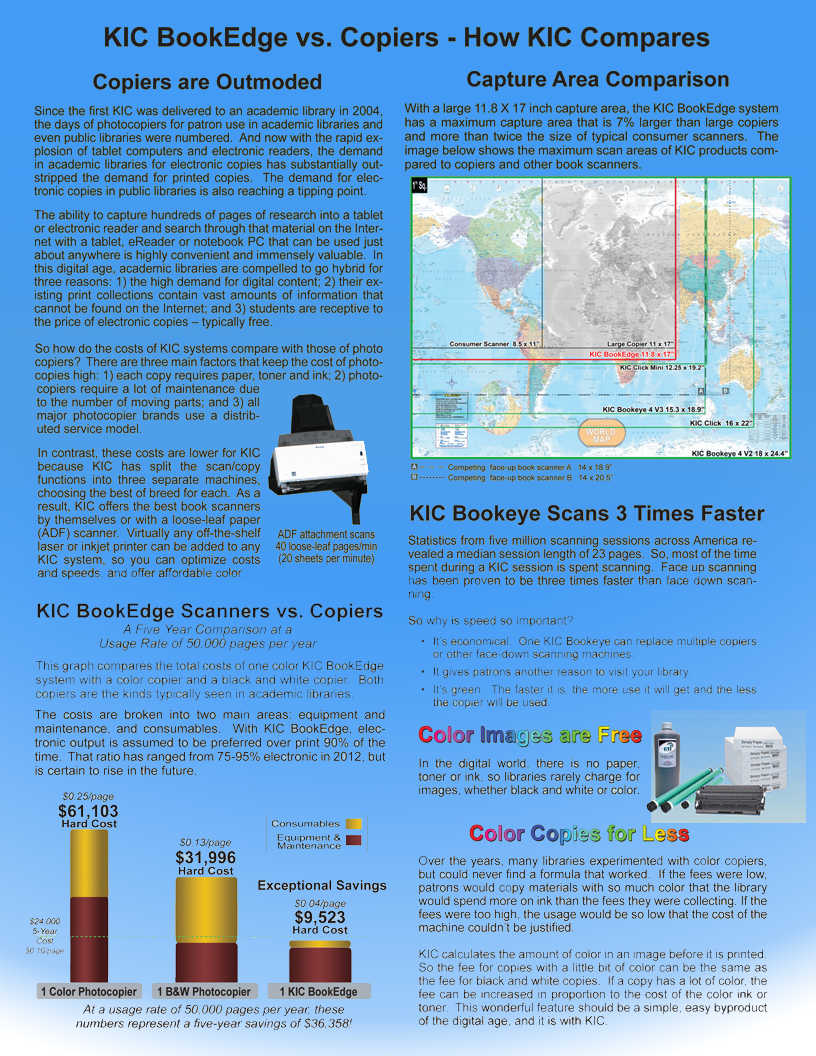 KIC BookEdge vs. Copiers - How KIC Compares
Copiers are Outmoded
Since the first KIC was delivered to an academic library in 2004,
the days of photocopiers for patron use in academic libraries and
even public libraries were numbered. And now with the rapid ex-
plosion of tablet computers and electronic readers, the demand
in academic libraries for electronic copies has substantially out-
stripped the demand for printed copies. The demand for elec-
tronic copies in public libraries is also reaching a tipping point.
The ability to capture hundreds of pages of research into a tablet
or electronic reader and search through that material on the Inter-
net with a tablet, eReader or notebook PC that can be used just
about anywhere is highly convenient and immensely valuable. In
this digital age, academic libraries are compelled to go hybrid for
three reasons: 1) the high demand for digital content; 2) their ex-
isting print collections contain vast amounts of information that
cannot be found on the Internet; and 3) students are receptive to
the price of electronic copies – typically free.
So how do the costs of KIC systems compare with those of photo
copiers? There are three main factors that keep the cost of photo-
copies high: 1) each copy requires paper, toner and ink; 2) photo-
copiers require a lot of maintenance due
to the number of moving parts; and 3) all
major photocopier brands use a distrib-
uted service model.
In contrast, these costs are lower for KIC
because KIC has split the scan/copy
functions into three separate machines,
choosing the best of breed for each. As a
result, KIC offers the best book scanners
by themselves or with a loose-leaf paper
(ADF) scanner. Virtually any off-the-shelf
laser or inkjet printer can be added to any
KIC system, so you can optimize costs
and speeds, and offer affordable color.
ADF attachment scans
40 loose-leaf pages/min
(20 sheets per minute)
KIC BookEdge Scanners vs. Copiers
A Five Year Comparison at a
Usage Rate of 50,000 pages per year
This graph compares the total costs of one color KIC BookEdge
system with a color copier and a black and white copier. Both
copiers are the kinds typically seen in academic libraries.
The costs are broken into two main areas: equipment and
maintenance, and consumables. With KIC BookEdge, elec-
tronic output is assumed to be preferred over print 90% of the
time. That ratio has ranged from 75-95% electronic in 2012, but
is certain to rise in the future.
$0.25/page
$61,103
Hard Cost
$0.13/page
$31,996
Hard Cost
Consumables
Equipment &
Maintenance
Exceptional Savings
$0.04/page
$9,523
Hard Cost
$24,000
5-Year
Cost
$0.10/page
1 Color Photocopier
1 B&W Photocopier
1 KIC BookEdge
At a usage rate of 50,000 pages per year, these
numbers represent a five-year savings of $36,358!
Capture Area Comparison
With a large 11.8 X 17 inch capture area, the KIC BookEdge system
has a maximum capture area that is 7% larger than large copiers
and more than twice the size of typical consumer scanners. The
image below shows the maximum scan areas of KIC products com-
pared to copiers and other book scanners.
1" Sq.
Consumer Scanner 8.5 x 11"
Large Copier 11 x 17"
KIC BookEdge 11.8 x 17"
KIC Click Mini 12.25 x 19.2"
A
B
KIC Bookeye 4 V3 15.3 x 18.9"
KIC Click 16 x 22"
WORLD
MAP
KIC Bookeye 4 V2 18 x 24.4"
A Competing face-up book scanner A 14 x 18.9"
B Competing face-up book scanner B 14 x 20.5"
KIC Bookeye Scans 3 Times Faster
Statistics from five million scanning sessions across America re-
vealed a median session length of 23 pages. So, most of the time
spent during a KIC session is spent scanning. Face up scanning
has been proven to be three times faster than face down scan-
ning.
So why is speed so important?
• It's economical. One KIC Bookeye can replace multiple copiers
or other face-down scanning machines.
• It gives patrons another reason to visit your library.
• It's green. The faster it is, the more use it will get and the less
the copier will be used.
Color Images are Free
In the digital world, there is no paper,
toner or ink, so libraries rarely charge for
images, whether black and white or color.
Color Copies for Less
Over the years, many libraries experimented with color copiers,
but could never find a formula that worked. If the fees were low,
patrons would copy materials with so much color that the library
would spend more on ink than the fees they were collecting. If the
fees were too high, the usage would be so low that the cost of the
machine couldn't be justified.
KIC calculates the amount of color in an image before it is printed.
So the fee for copies with a little bit of color can be the same as
the fee for black and white copies. If a copy has a lot of color, the
fee can be increased in proportion to the cost of the color ink or
toner. This wonderful feature should be a simple, easy byproduct
of the digital age, and it is with KIC.